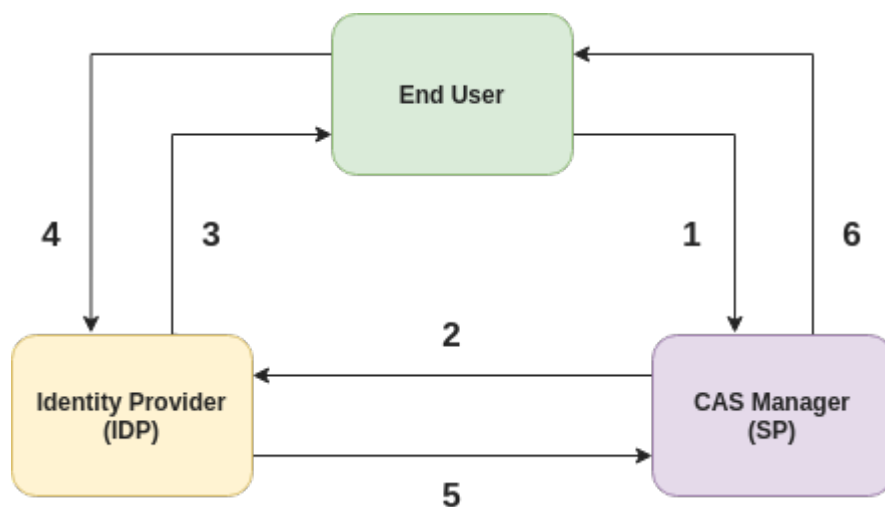 End User
4
3
1
6
2
Identity Provider
(IDP)
CAS Manager
(SP)
5